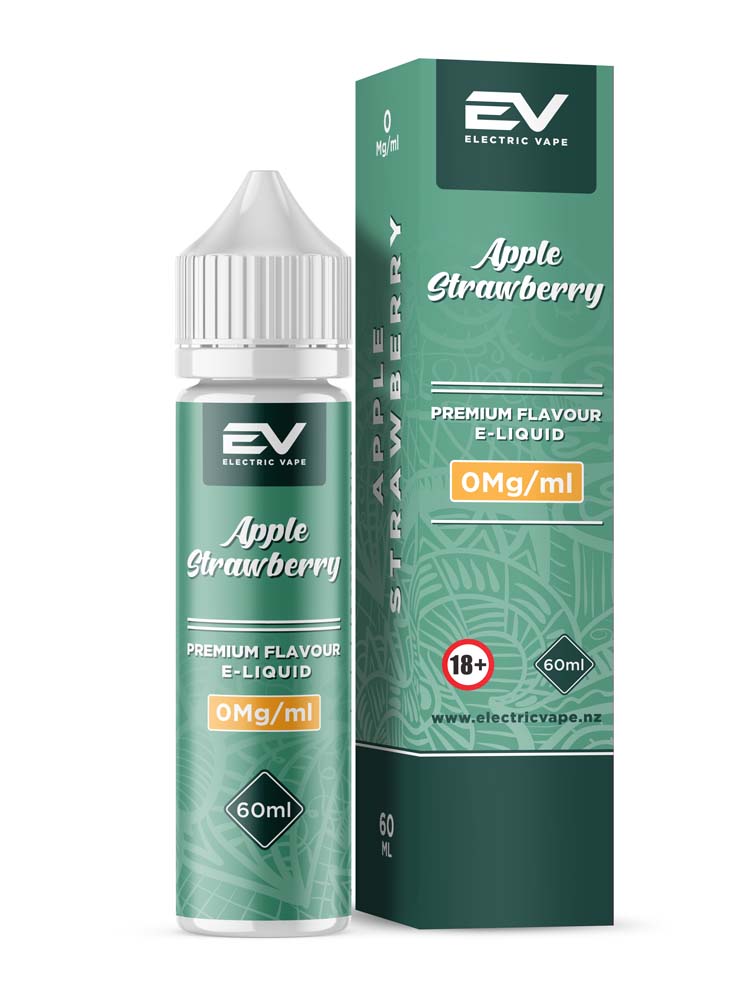 EV
ELECTRIC VAPE
Apple
Strawberry
PREMIUM FLAVOUR
E-LIQUID
0Mg/ml
60ml
0
Mg/ml
APPLE
STRAWBERRY
60
ML
EV
ELECTRIC VAPE
Apple
Strawberry
PREMIUM FLAVOUR
E-LIQUID
0Mg/ml
18+
60ml
www.electricvape.nz